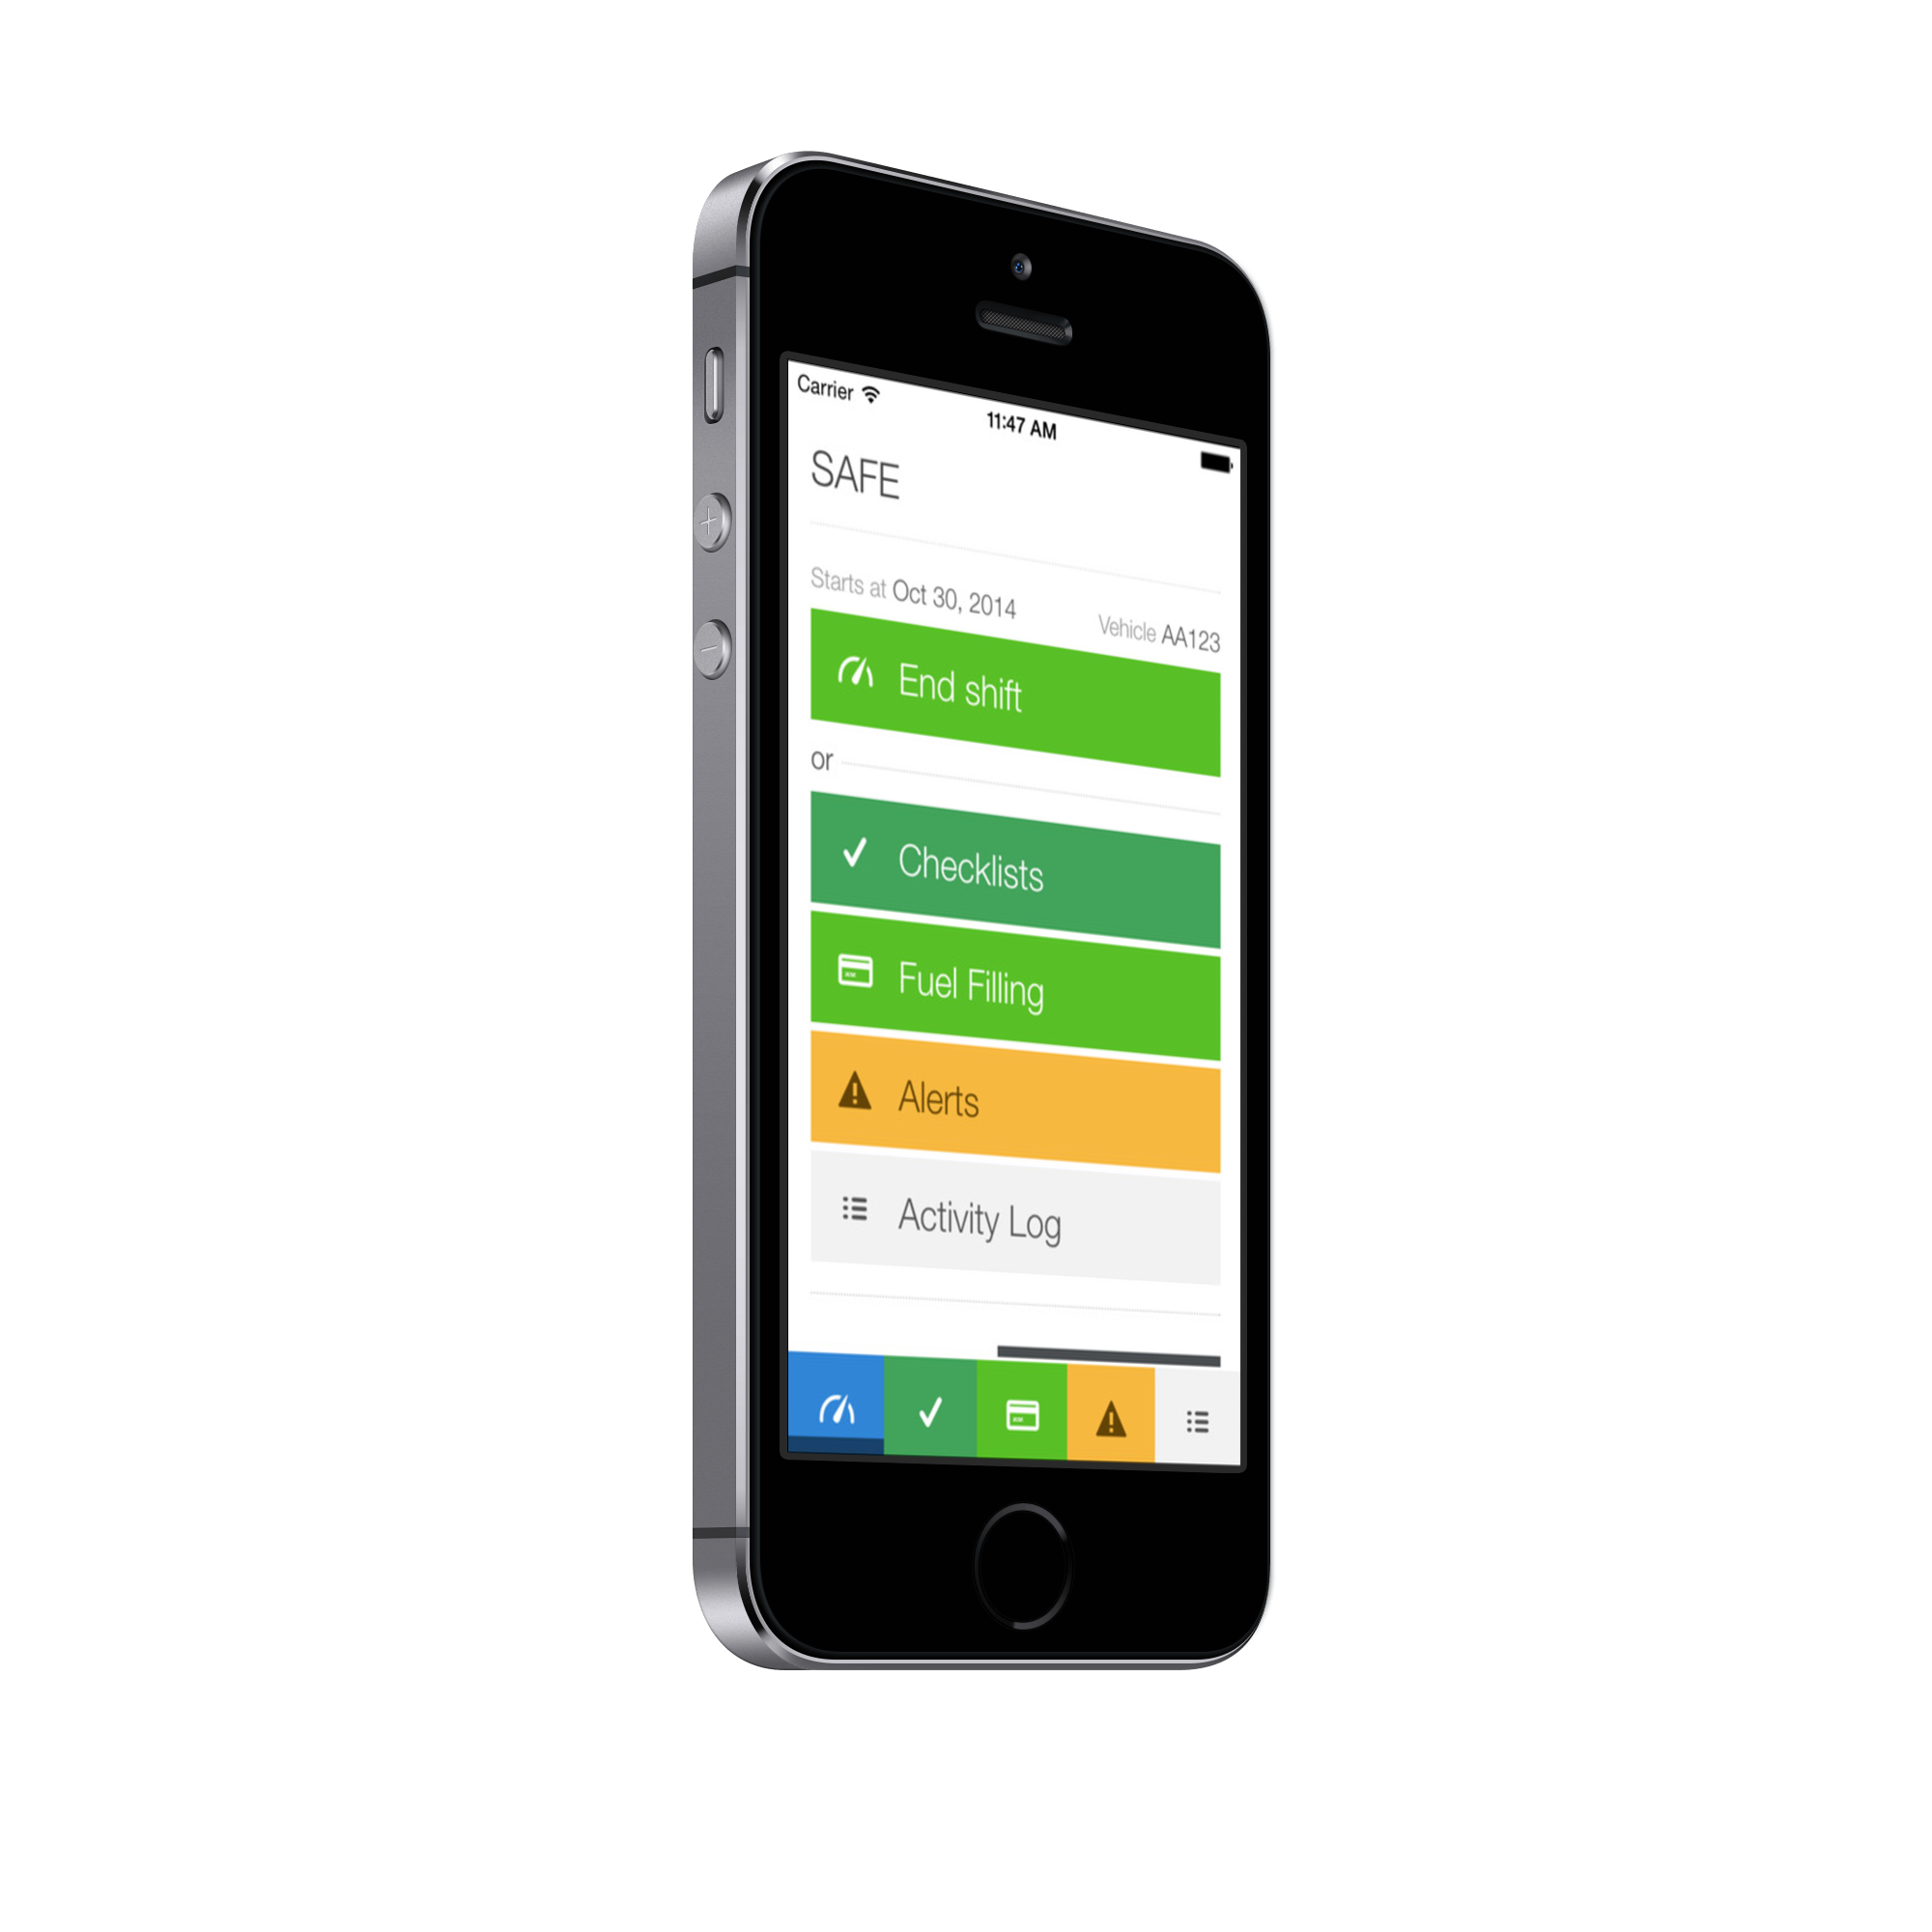 Carrier
11:47 AM
SAFE
Starts at Oct 30, 2014
Vehicle AA123
End shift
or
Checklists
Fuel Filling
Alerts
Activity Log